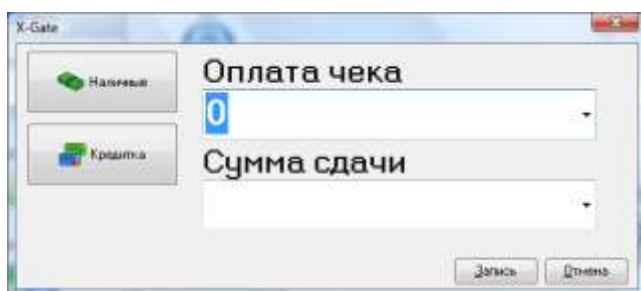 X-Gate
Наличные
Оплата чека
0
Кредитка
Сумма сдачи
Запись
Отмена